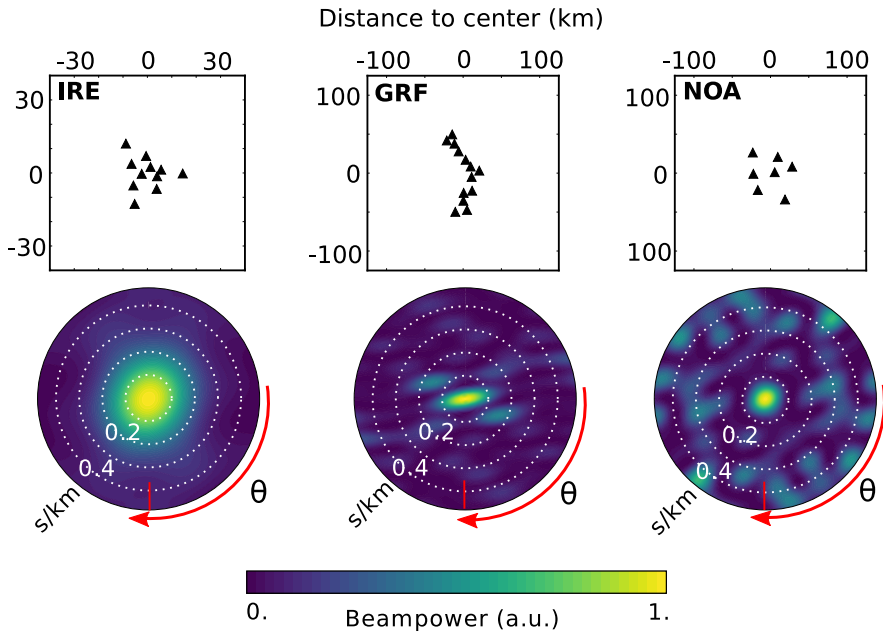 Distance to center (km)
-30 0 30
-100 0 100
-100 0 100
IRE
30
0
-30
GRF
100
0
-100
NOA
100
0
100
0.2
0.4
s/km
θ
0.2
0.4
s/km
θ
0.2
0.4
s/km
θ
0. 1.
Beampower (a.u.)